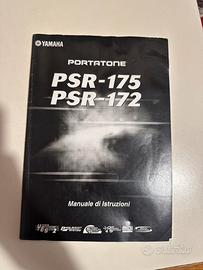 YAMAHA
PORTATONE
PSR-175
PSR-172
Manuale di Istruzioni